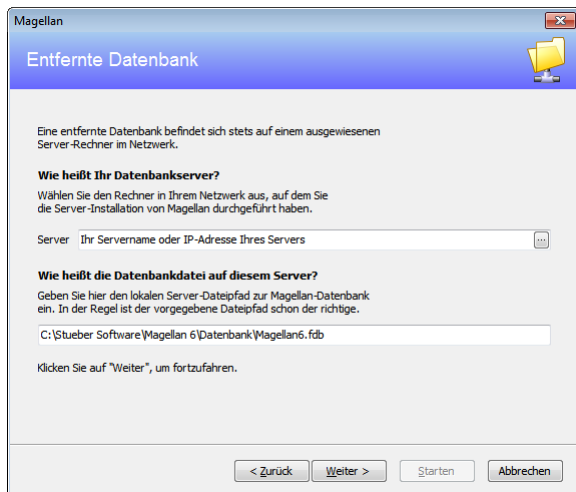 Magellan
Entfernte Datenbank
Eine entfernte Datenbank befindet sich stets auf einem ausgewiesenen
Server-Rechner im Netzwerk.
Wie heißt Ihr Datenbankserver?
Wählen Sie den Rechner in Ihrem Netzwerk aus, auf dem Sie
die Server-Installation von Magellan durchgeführt haben.
Server Ihr Servername oder IP-Adresse Ihres Servers ...
Wie heißt die Datenbankdatei auf diesem Server?
Geben Sie hier den lokalen Server-Dateipfad zur Magellan-Datenbank
ein. In der Regel ist der vorgegebene Dateipfad schon der richtige.
C:\Stueber Software\Magellan 6\Datenbank\Magellan6.fdb
Klicken Sie auf "Weiter", um fortzufahren.
< Zurück Weiter > Starten Abbrechen